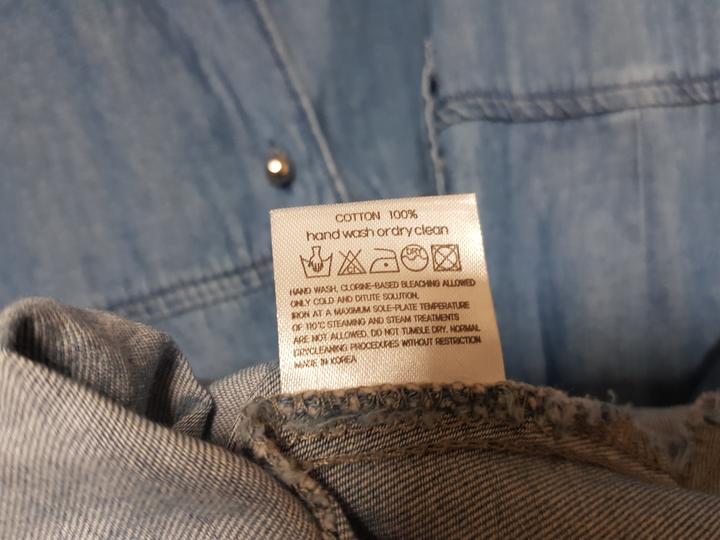 COTTON 100%
hand wash or dry clean
DRY
HAND WASH, CLORINE-BASED BLEACHING ALLOWED
ONLY COLD AND DITUTE SOLUTION,
IRON AT A MAXIMUM SOLE-PLATE TEMPERATURE
OF 110°C STEAMING AND STEAM TREATMENTS
ARE NOT ALLOWED. DO NOT TUMBLE DRY. NORMAL
DRYCLEANING PROCEDURES WITHOUT RESTRICTION
MADE IN KOREA